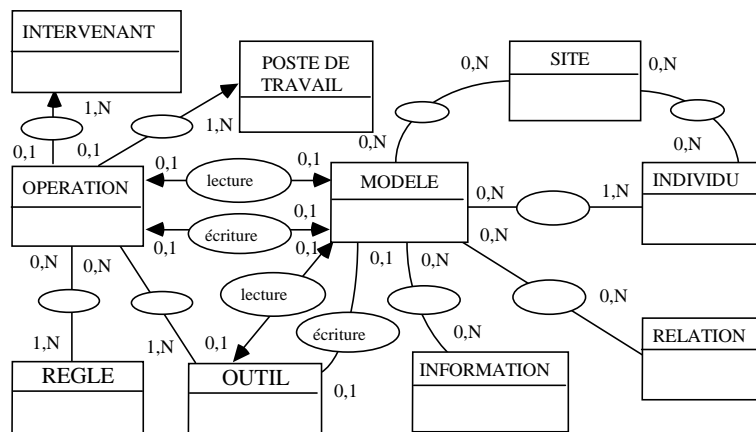 INTERVENANT
POSTE DE
TRAVAIL
SITE
0,N
0,N
1,N
1,N
0,1
0,1
0,N
0,N
OPERATION
0,1
lecture
0,1
MODELE
0,N
1,N
INDIVIDU
0,1
écriture
0,1
0,1
0,N
0,N
0,N
0,1
0,N
lecture
0,N
0,N
0,1
écriture
0,N
1,N
1,N
RELATION
REGLE
OUTIL
0,1
INFORMATION